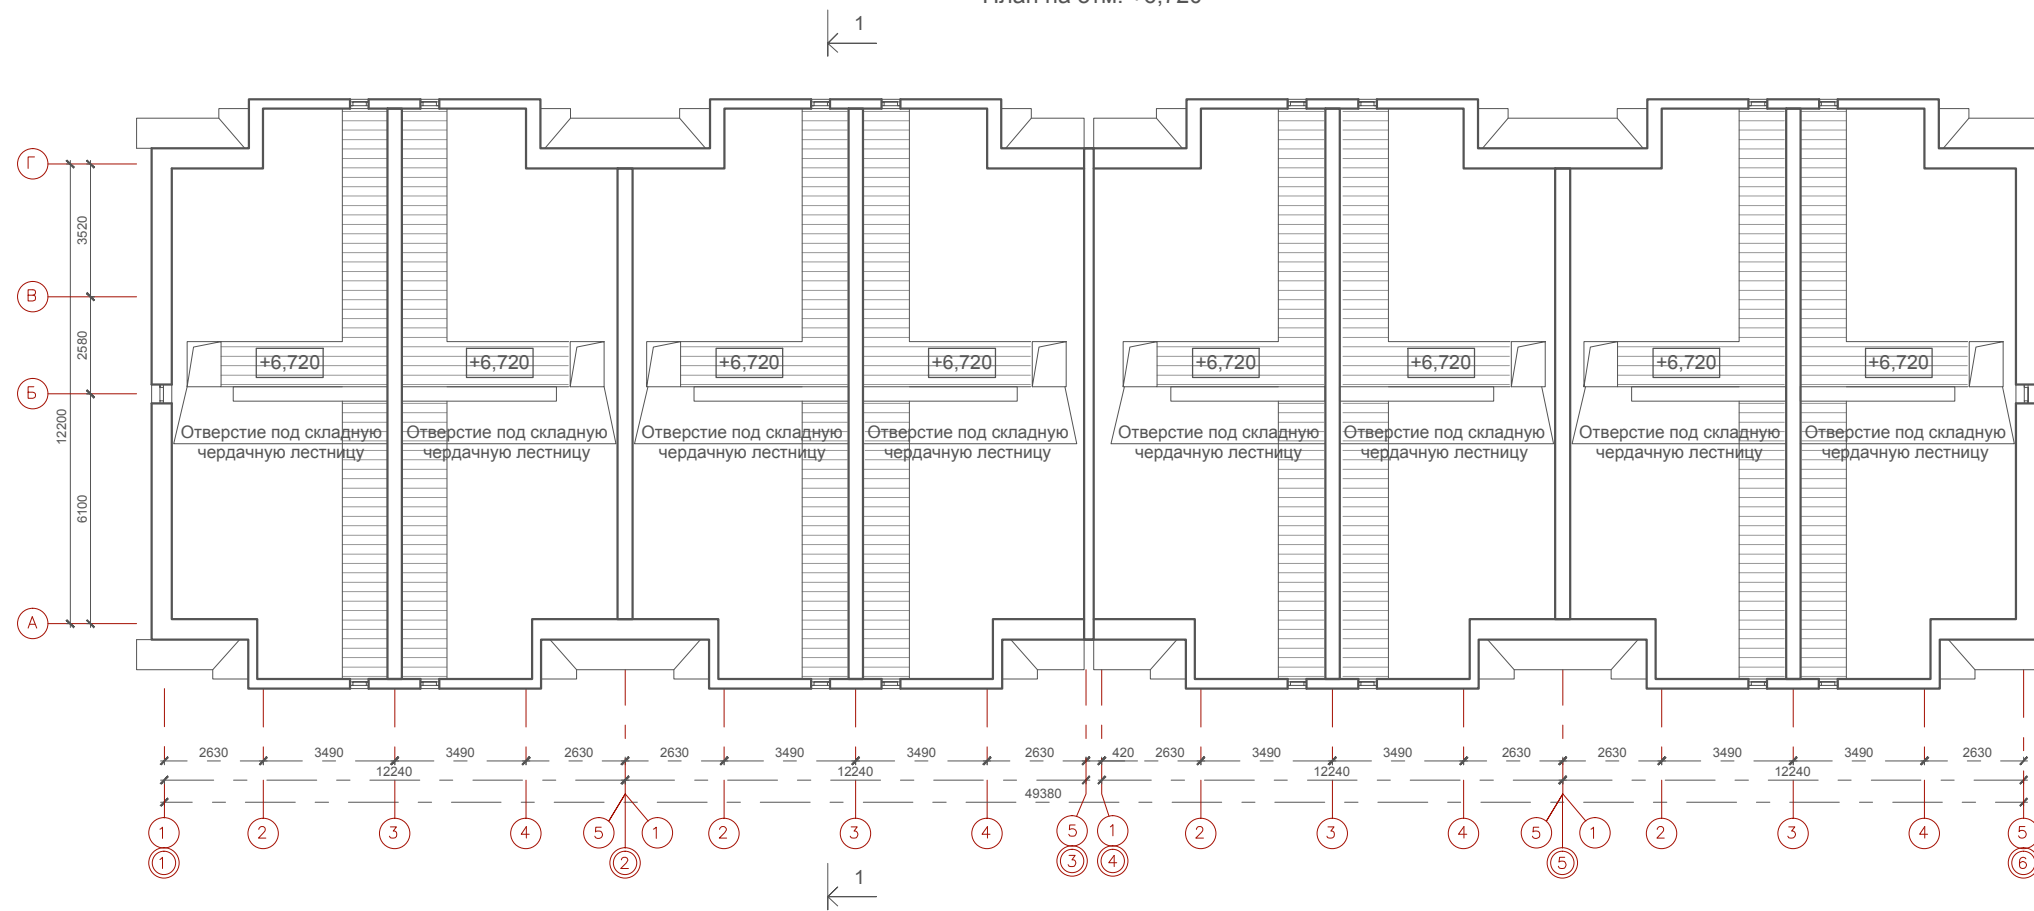 План на отм. +6,720
1
Г
3520
В
2580
+6,720 +6,720 +6,720 +6,720 +6,720 +6,720 +6,720 +6,720
Б
12200
Отверстие под складную
чердачную лестницу
Отверстие под складную
чердачную лестницу
Отверстие под складную
чердачную лестницу
Отверстие под складную
чердачную лестницу
Отверстие под складную
чердачную лестницу
Отверстие под складную
чердачную лестницу
Отверстие под складную
чердачную лестницу
Отверстие под складную
чердачную лестницу
6100
А
2630 3490 3490 2630 2630 3490 3490 2630 420 2630 3490 3490 2630 2630 3490 3490 2630
12240 12240 12240 12240
49380
1 2 3 4 5 1 2 3 4 5 1 2 3 4 5 1 2 3 4 5
1 2 3 4 5 6
1